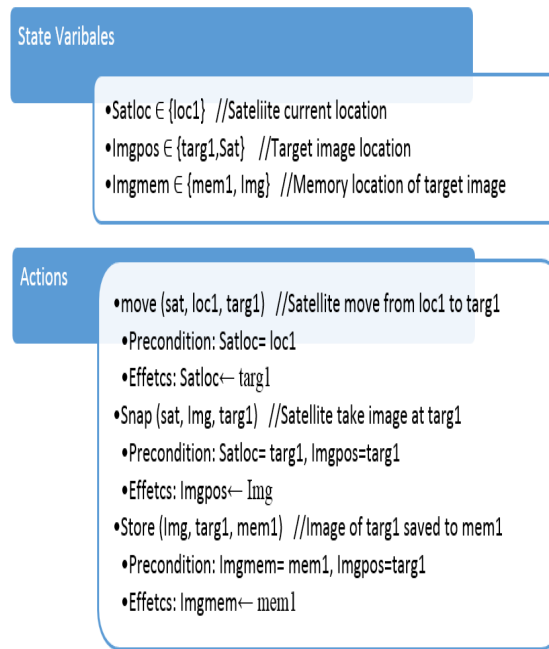 State Varibales
•Satloc ∈ {loc1} //Sateliite current location
•Imgpos ∈ {targ1,Sat} //Target image location
•Imgmem ∈ {mem1, Img} //Memory location of target image
Actions
•move (sat, loc1, targ1) //Satellite move from loc1 to targ1
•Precondition: Satloc= loc1
•Effetcs: Satloc← targ1
•Snap (sat, Img, targ1) //Satellite take image at targ1
•Precondition: Satloc= targ1, Imgpos=targ1
•Effetcs: Imgpos← Img
•Store (Img, targ1, mem1) //Image of targ1 saved to mem1
•Precondition: Imgmem= mem1, Imgpos=targ1
•Effetcs: Imgmem← mem1